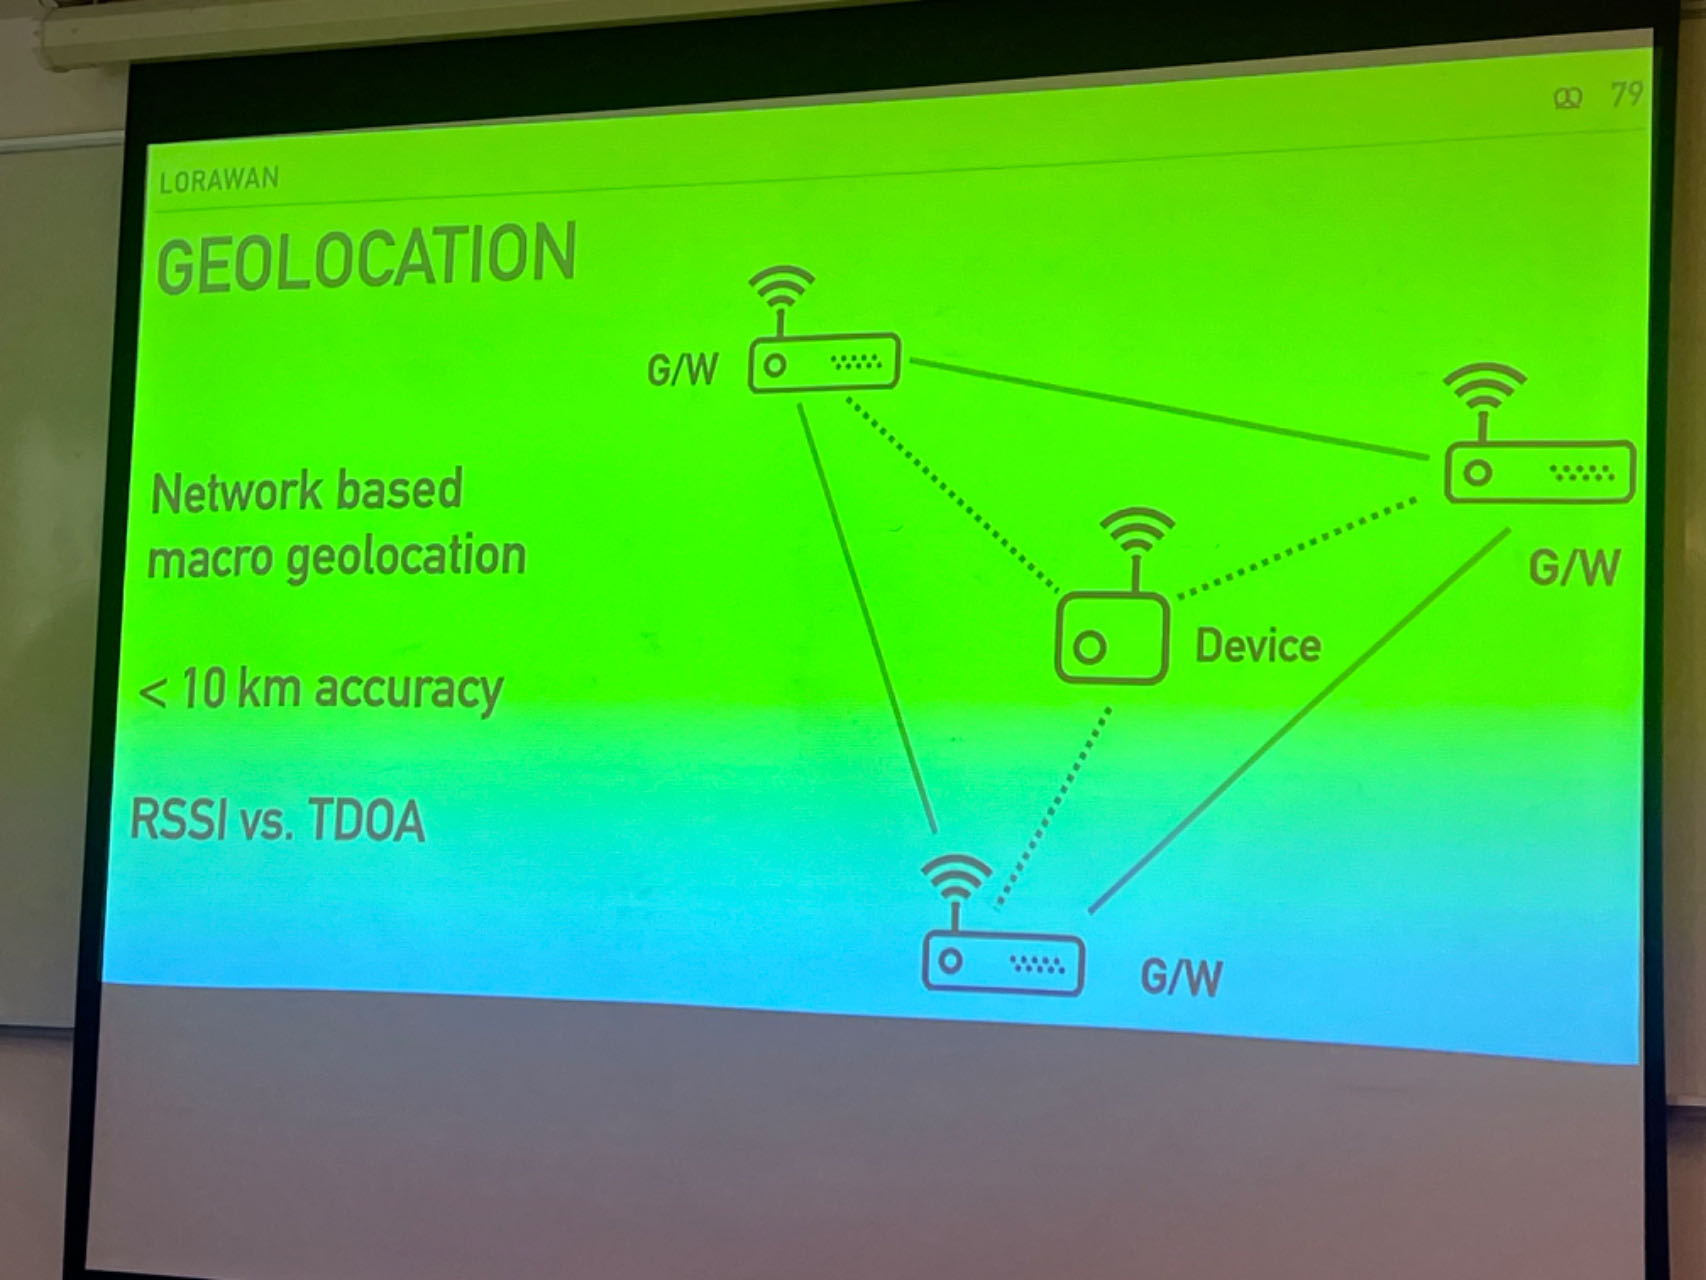 79
LORAWAN
GEOLOCATION
G/W
Network based
macro geolocation
G/W
Device
< 10 km accuracy
RSSI vs. TDOA
G/W